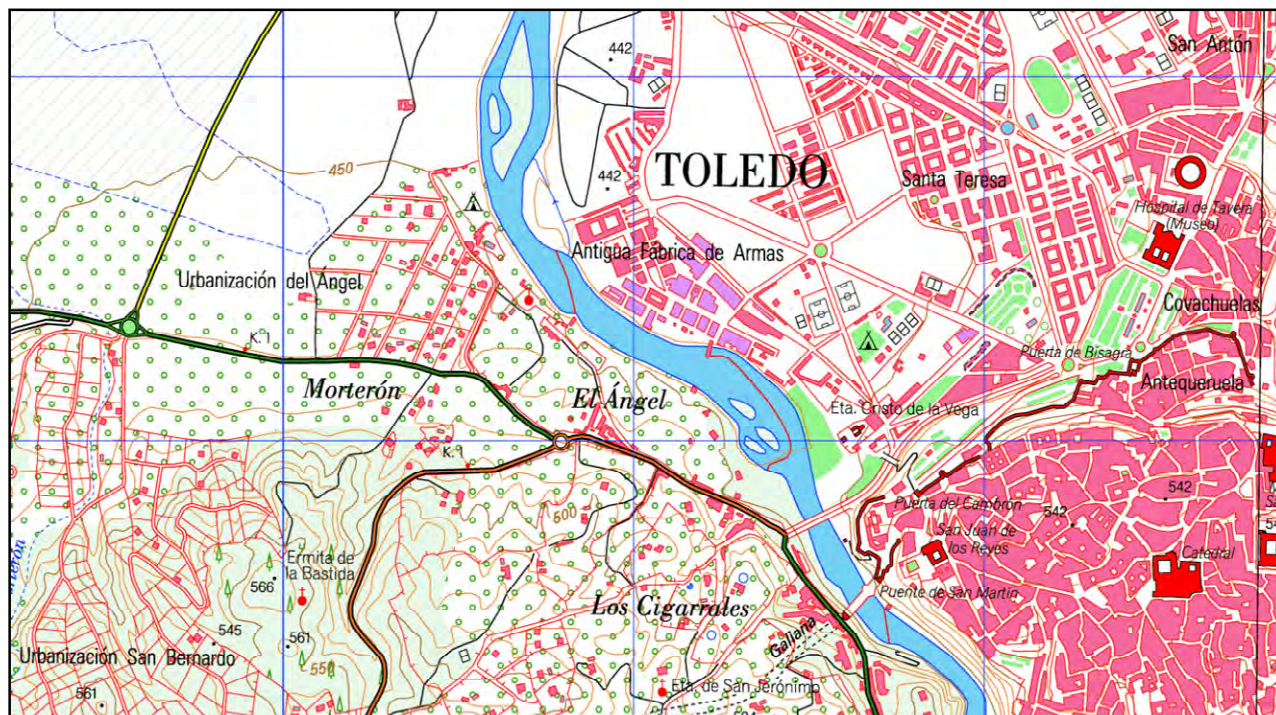 442
San Antón
TOLEDO
450
442
Santa Teresa
Hospital de Tavera
(Museo)
Antigua Fábrica de Armas
Urbanización del Ángel
Covachuelas
K. 1
Puerta de Bisagra
Antequeruela
Morterón
El Ángel
Eta. Cristo de la Vega
K. 1
542
Puerta del Cambrón
500
542
San Juan de
los Reyes
Catedral
Ermita de
la Bastida
566
Puente de San Martín
Los Cigarrales
545
561
Galiana
Urbanización San Bernardo
550
561
Eta. de San Jerónimo